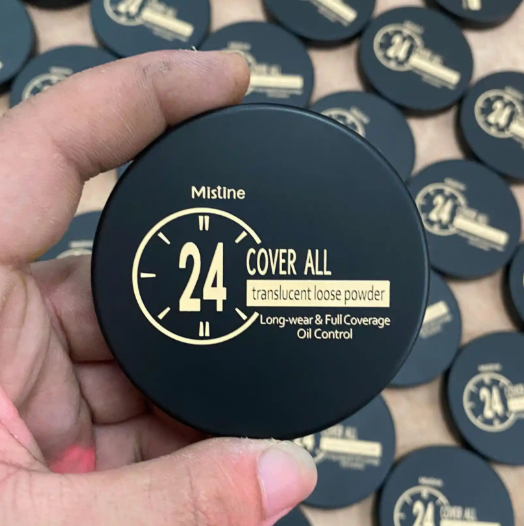 Mistine
24
COVER ALL
translucent loose powder
Long-wear & Full Coverage
Oil Control